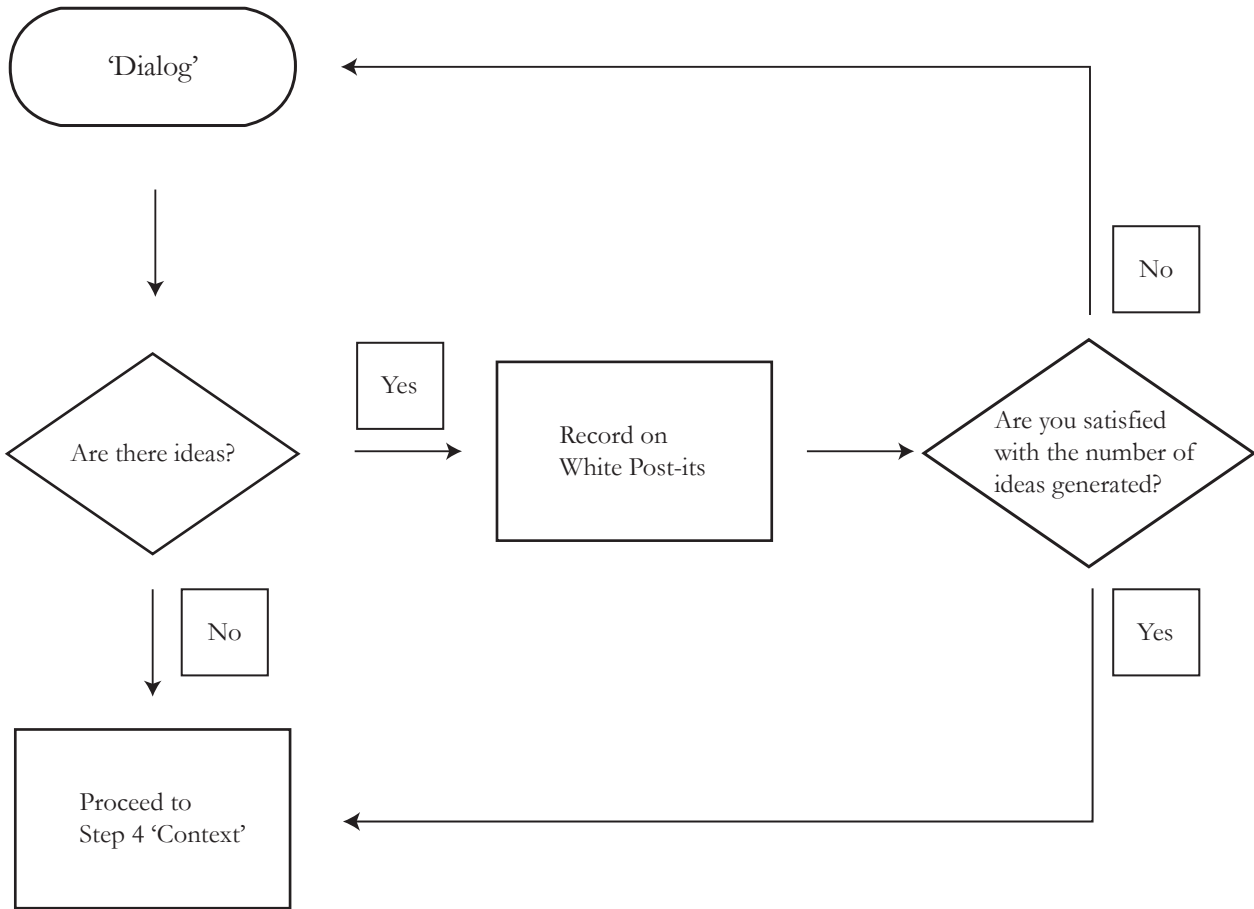 ‘Dialog’
No
Yes
Are there ideas?
Record on
White Post-its
Are you satisfied
with the number of
ideas generated?
No
Yes
Proceed to
Step 4 ‘Context’